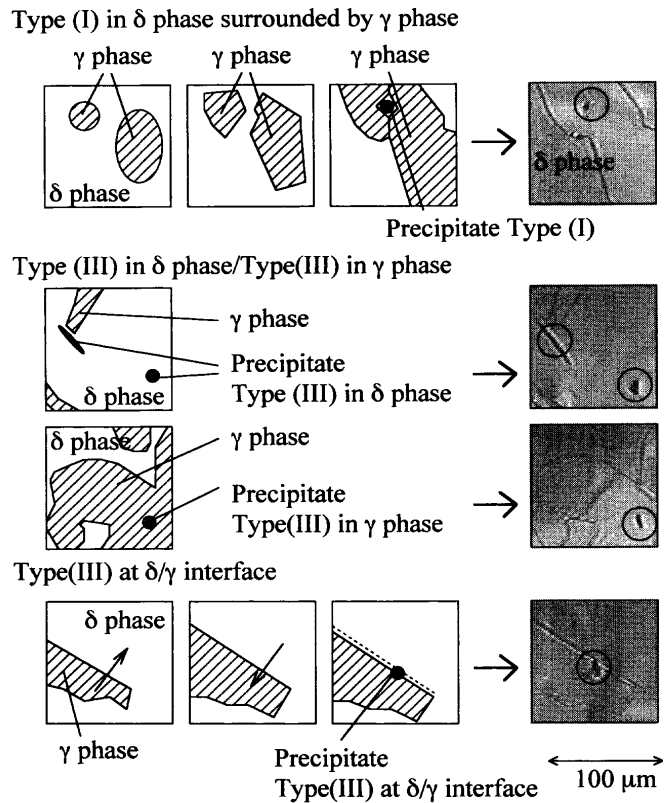 Type (I) in δ phase surrounded by γ phase
γ phase
γ phase
γ phase
δ phase
δ phase
Precipitate Type (I)
Type (III) in δ phase/Type(III) in γ phase
γ phase
Precipitate
Type (III) in δ phase
δ phase
δ phase
γ phase
Precipitate
Type(III) in γ phase
Type(III) at δ/γ interface
δ phase
γ phase
Precipitate
Type(III) at δ/γ interface
100 μm